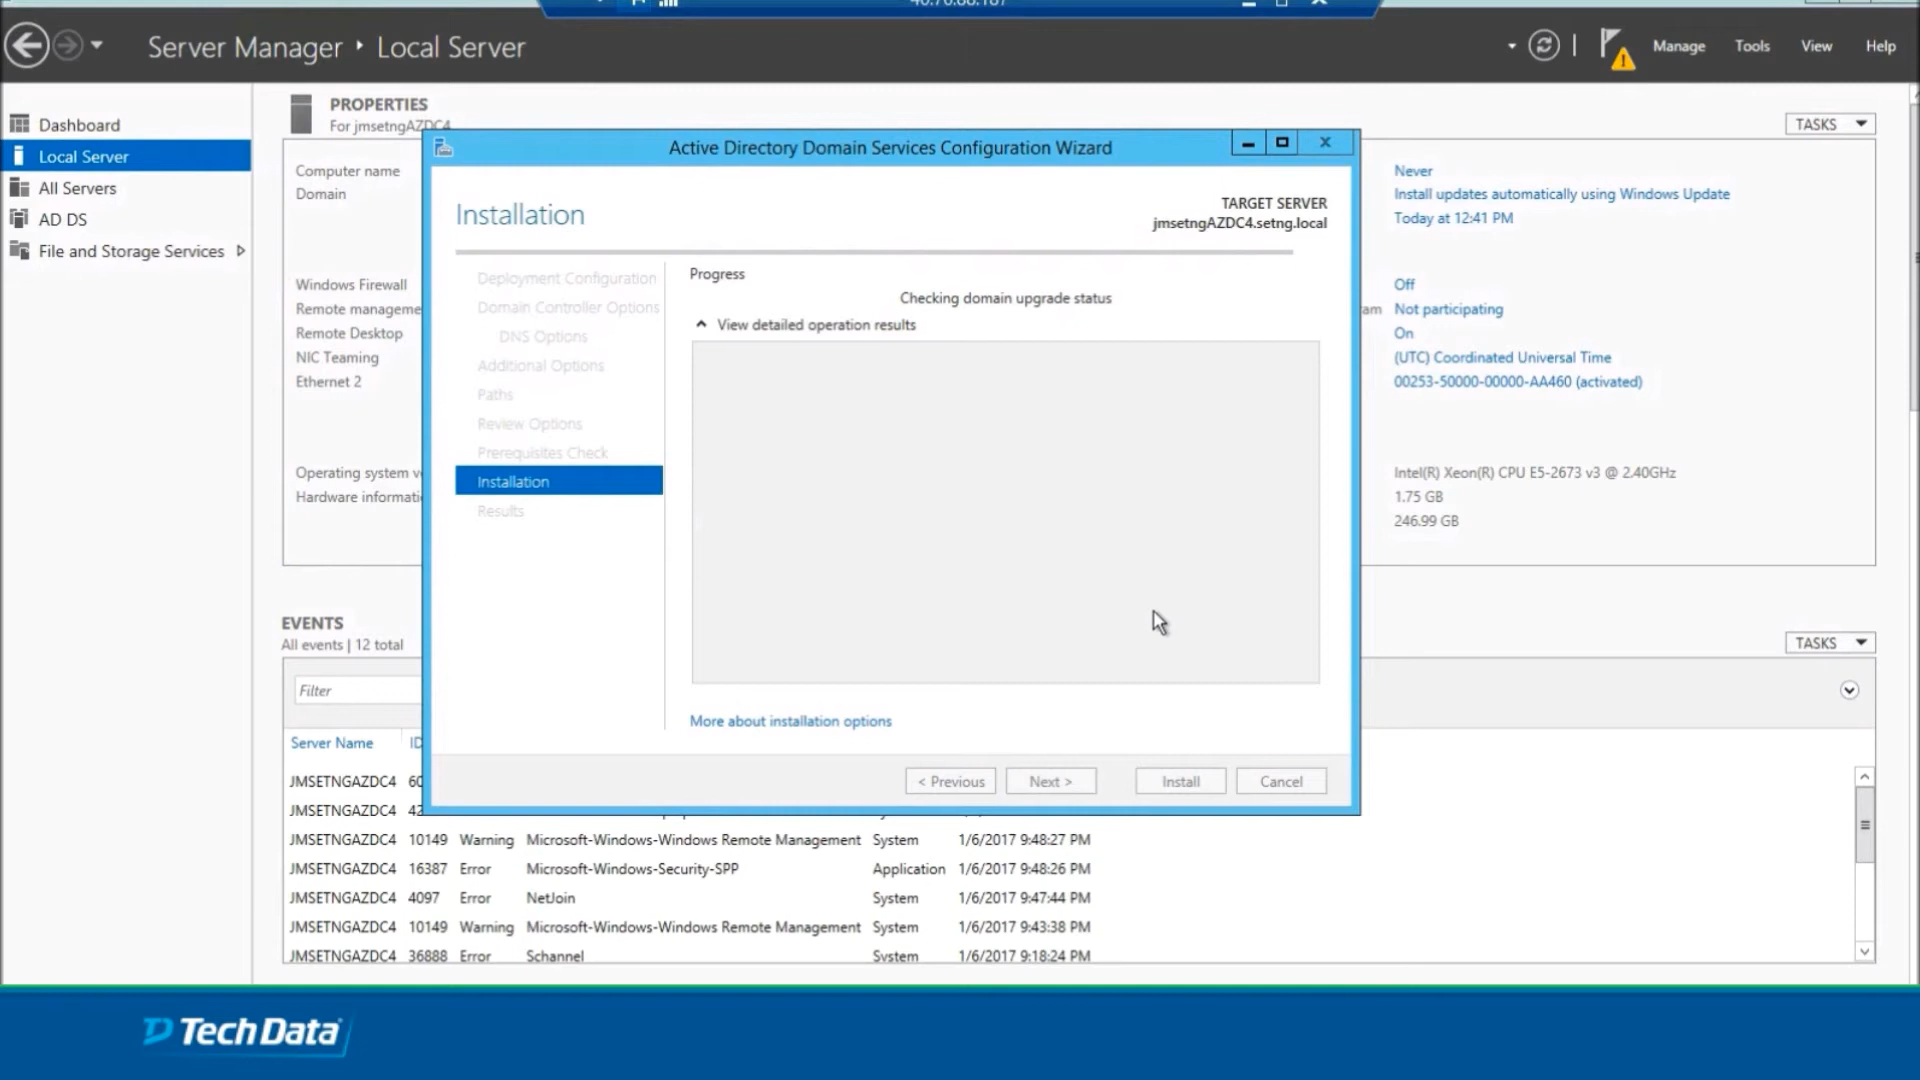 Server Manager ‣ Local Server
Manage Tools View Help
Dashboard
Local Server
All Servers
AD DS
File and Storage Services
PROPERTIES
For jmsetngAZDC4
TASKS
Computer name
Domain
Windows Firewall
Remote manageme
Remote Desktop
NIC Teaming
Ethernet 2
Operating system v
Hardware informati
Active Directory Domain Services Configuration Wizard
Installation
TARGET SERVER
jmsetngAZDC4.setng.local
Deployment Configuration
Domain Controller Options
DNS Options
Additional Options
Paths
Review Options
Prerequisites Check
Installation
Results
Progress
Checking domain upgrade status
View detailed operation results
More about installation options
< Previous
Next >
Install
Cancel
Never
Install updates automatically using Windows Update
Today at 12:41 PM
Off
am Not participating
On
(UTC) Coordinated Universal Time
00253-50000-00000-AA460 (activated)
Intel(R) Xeon(R) CPU E5-2673 v3 @ 2.40GHz
1.75 GB
246.99 GB
EVENTS
All events | 12 total
TASKS
Filter
Server Name ID
JMSETNGAZDC4 60
JMSETNGAZDC4 42
JMSETNGAZDC4 10149 Warning Microsoft-Windows-Windows Remote Management System 1/6/2017 9:48:27 PM
JMSETNGAZDC4 16387 Error Microsoft-Windows-Security-SPP Application 1/6/2017 9:48:26 PM
JMSETNGAZDC4 4097 Error NetJoin System 1/6/2017 9:47:44 PM
JMSETNGAZDC4 10149 Warning Microsoft-Windows-Windows Remote Management System 1/6/2017 9:43:38 PM
JMSETNGAZDC4 36888 Error Schannel System 1/6/2017 9:18:24 PM
Tech Data